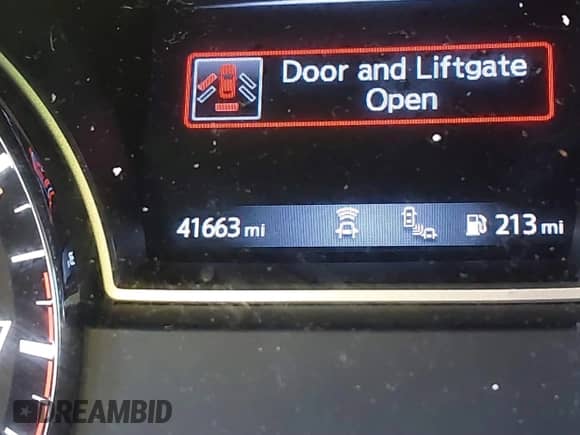 Door and Liftgate
Open
41663 mi
213 mi
DREAMBID